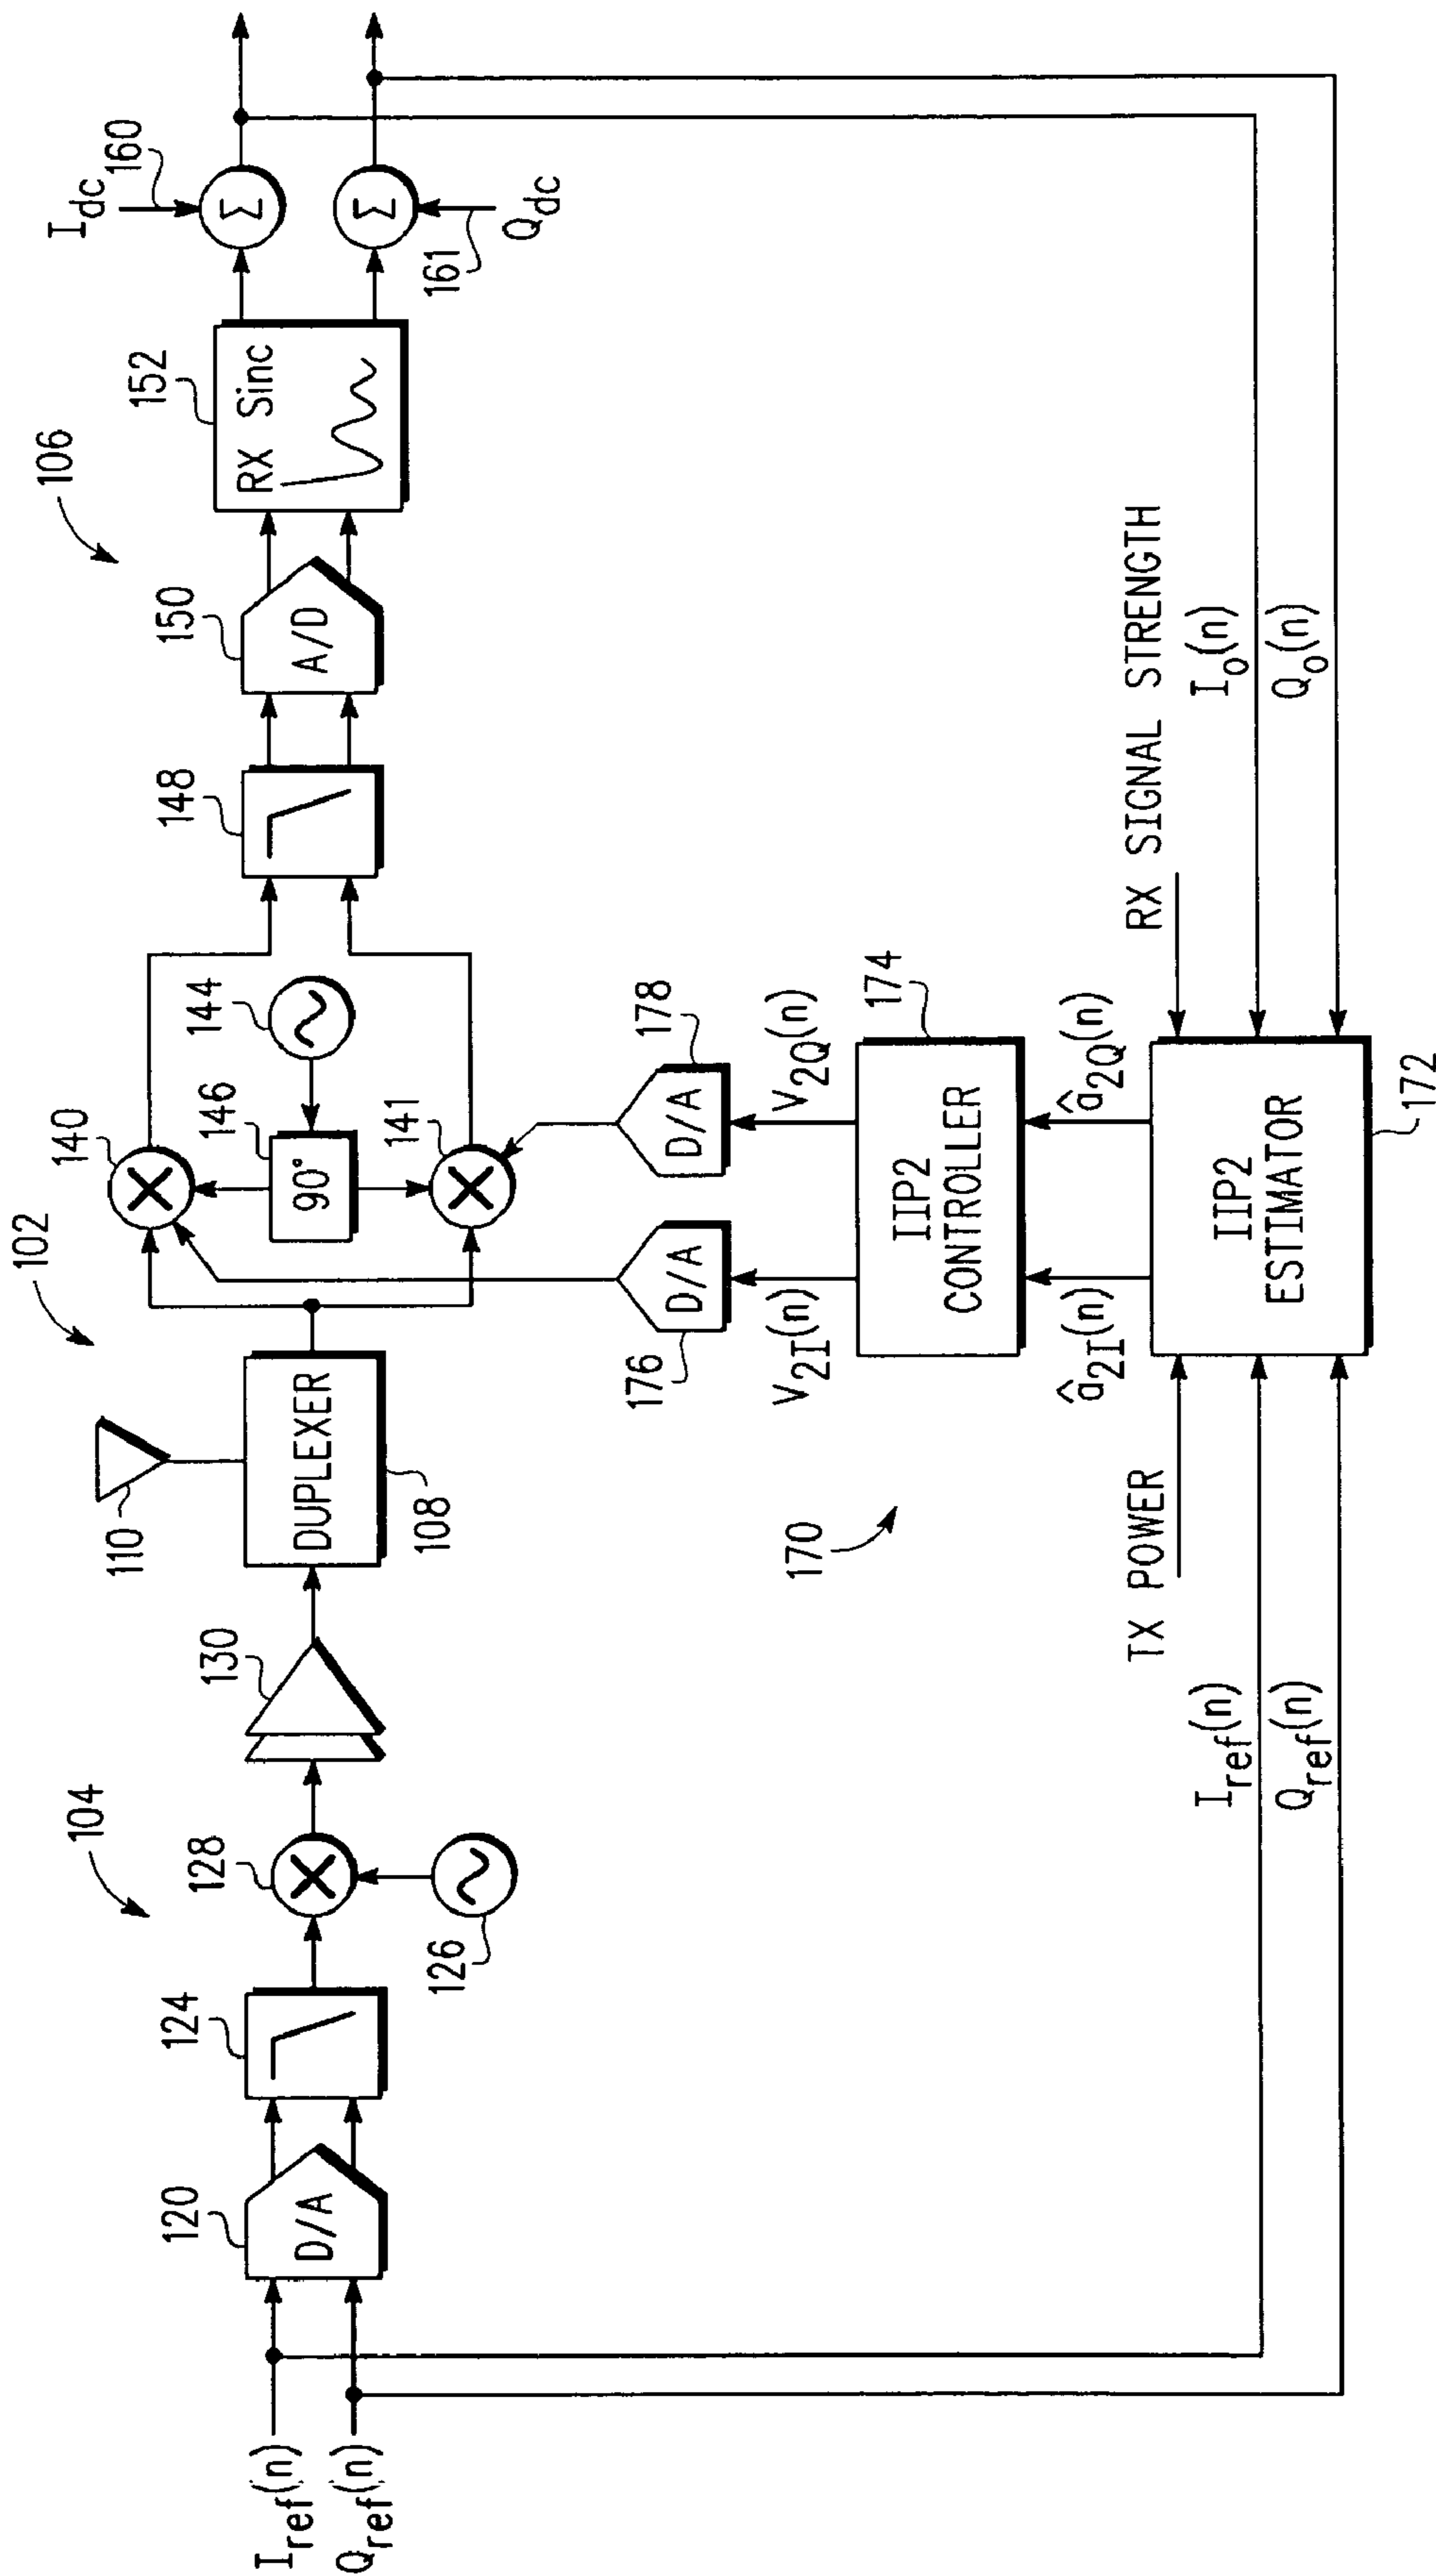 102
104
106
I_ref(n)
Q_ref(n)
120
D/A
124
128
126
130
110
DUPLEXER
108
140
146
90°
144
141
148
150
A/D
152
RX Sinc
I_dc
160
Σ
Σ
161
Q_dc
170
176
D/A
178
D/A
V_2I(n)
V_2Q(n)
IIP2
CONTROLLER
174
â_2I(n)
â_2Q(n)
TX POWER
RX SIGNAL STRENGTH
IIP2
ESTIMATOR
172
I_ref(n)
Q_ref(n)
I_o(n)
Q_o(n)